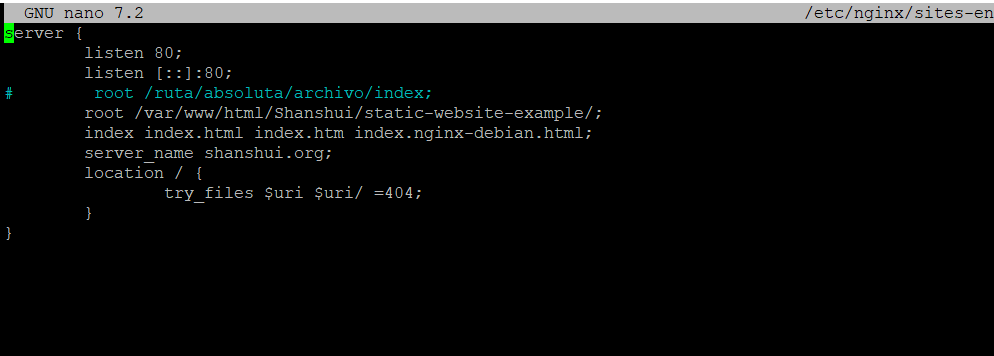 GNU nano 7.2 /etc/nginx/sites-en
server {
listen 80;
listen [::]:80;
# root /ruta/absoluta/archivo/index;
root /var/www/html/Shanshui/static-website-example/;
index index.html index.htm index.nginx-debian.html;
server_name shanshui.org;
location / {
try_files $uri $uri/ =404;
}
}